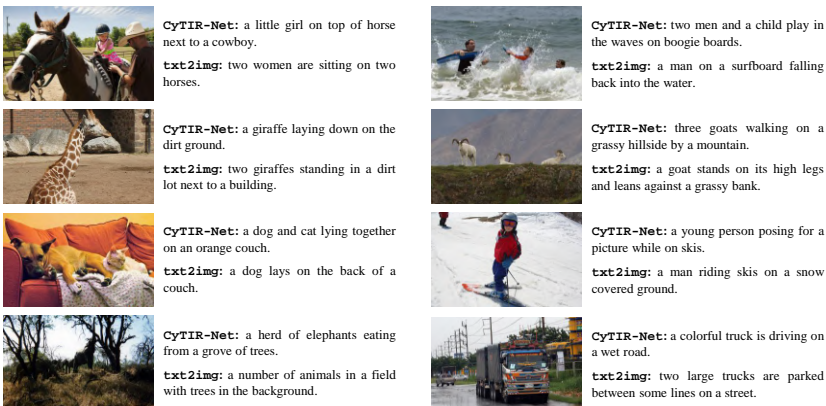 CyTIR-Net: a little girl on top of horse
next to a cowboy.
txt2img: two women are sitting on two
horses.
CyTIR-Net: a giraffe laying down on the
dirt ground.
txt2img: two giraffes standing in a dirt
lot next to a building.
CyTIR-Net: a dog and cat lying together
on an orange couch.
txt2img: a dog lays on the back of a
couch.
CyTIR-Net: a herd of elephants eating
from a grove of trees.
txt2img: a number of animals in a field
with trees in the background.
CyTIR-Net: two men and a child play in
the waves on boogie boards.
txt2img: a man on a surfboard falling
back into the water.
CyTIR-Net: three goats walking on a
grassy hillside by a mountain.
txt2img: a goat stands on its high legs
and leans against a grassy bank.
CyTIR-Net: a young person posing for a
picture while on skis.
txt2img: a man riding skis on a snow
covered ground.
CyTIR-Net: a colorful truck is driving on
a wet road.
txt2img: two large trucks are parked
between some lines on a street.